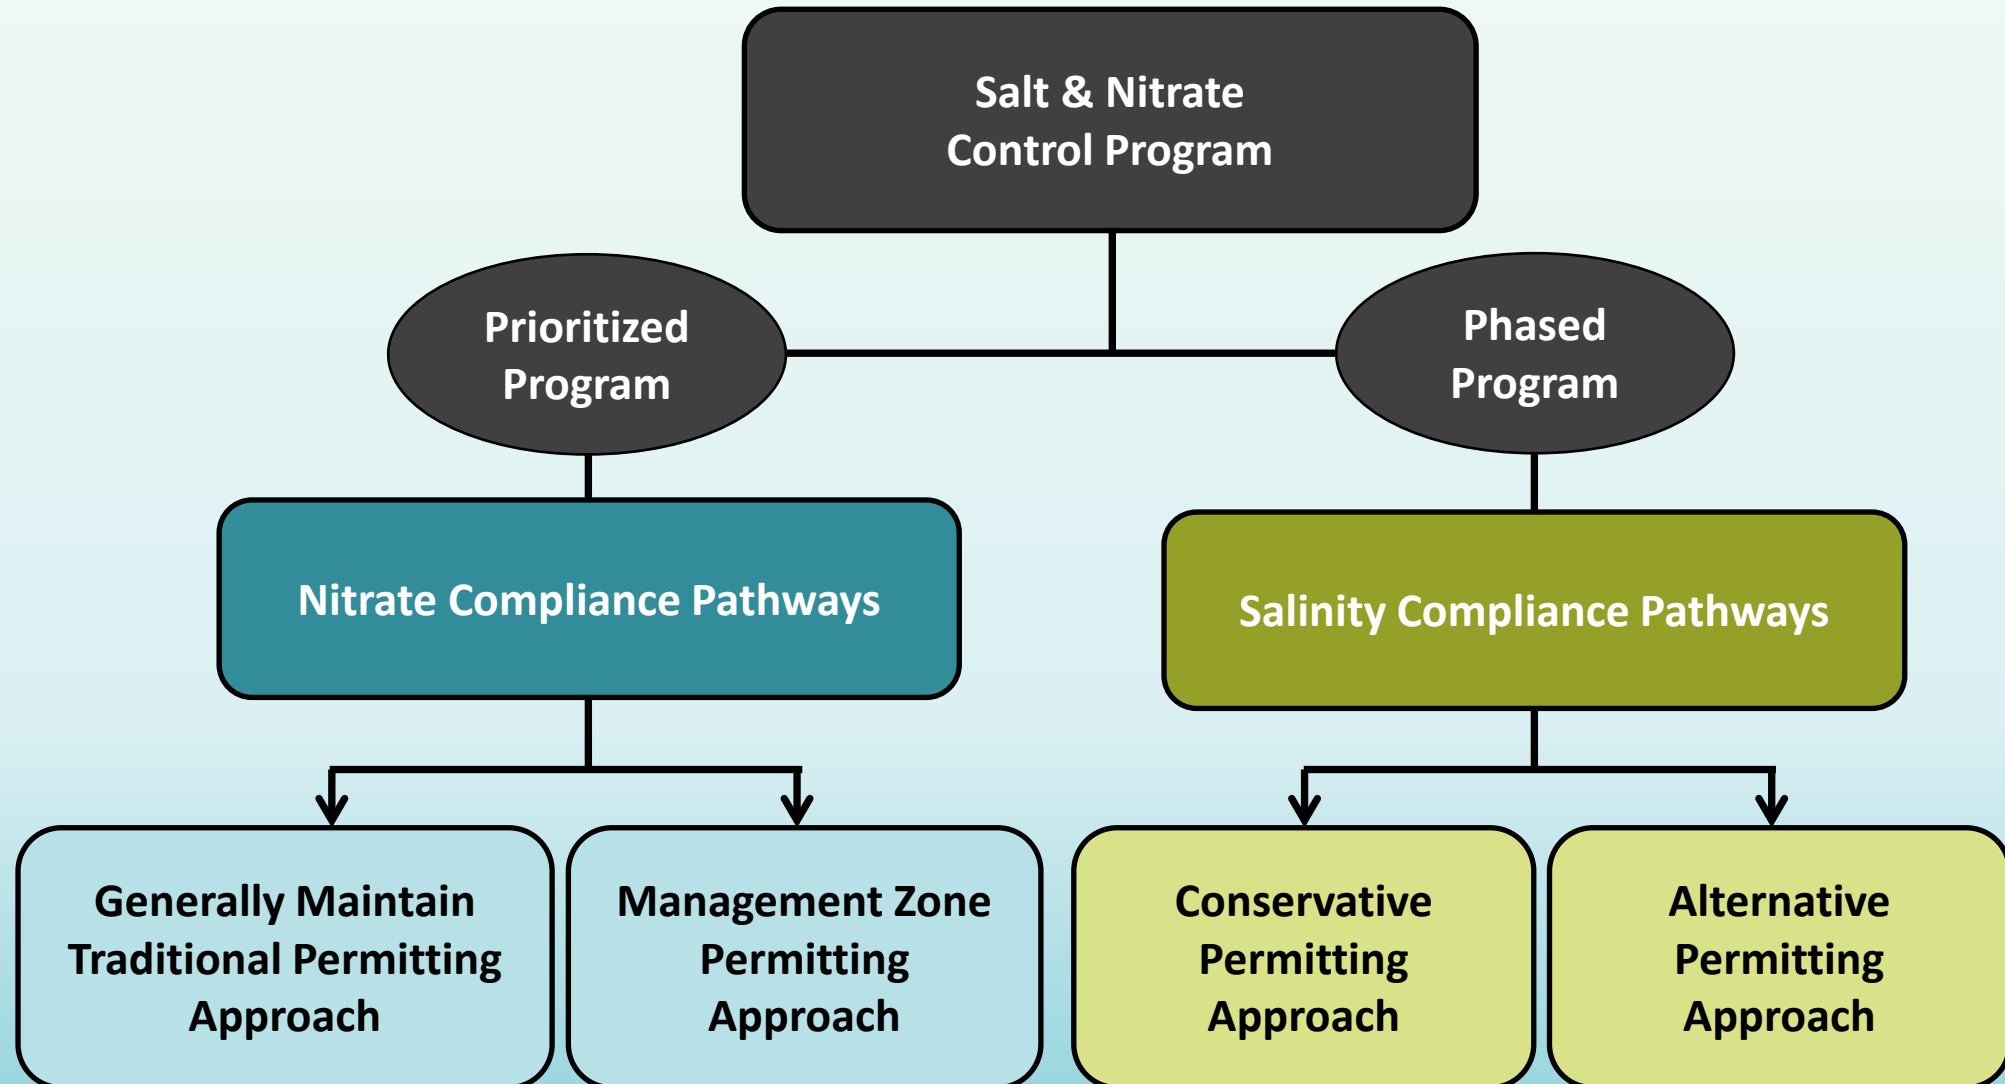 Salt & Nitrate
Control Program
Prioritized
Program
Phased
Program
Nitrate Compliance Pathways
Salinity Compliance Pathways
Generally Maintain
Traditional Permitting
Approach
Management Zone
Permitting
Approach
Conservative
Permitting
Approach
Alternative
Permitting
Approach